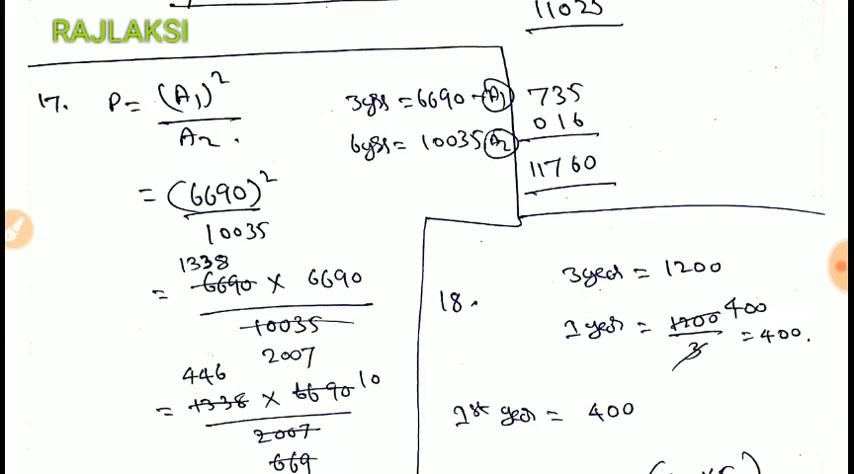 11025
RAJLAKSI
17. P = (A1)^2
A2.
3yrs = 6690 - A1
6yrs = 10035 A2
735
016
11760
= (6690)^2
10035
1338
= 6690 × 6690
10035
2007
446
= 1338 × 6690 10
2007
669
18.
3year = 1200
1 year = 1200 400 = 400.
3
1st year = 400